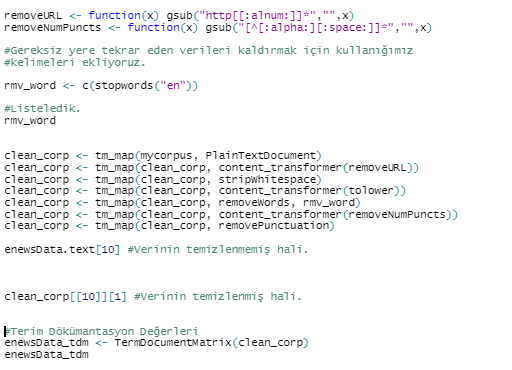 removeURL <- function(x) gsub("http[[:alnum:]]*","",x)
removeNumPuncts <- function(x) gsub("[^[:alpha:][:space:]]*","",x)
#Gereksiz yere tekrar eden verileri kaldırmak için kullanığımız
#kelimeleri ekliyoruz.
rmv_word <- c(stopwords("en"))
#Listeledik.
rmv_word
clean_corp <- tm_map(mycorpus, PlainTextDocument)
clean_corp <- tm_map(clean_corp, content_transformer(removeURL))
clean_corp <- tm_map(clean_corp, stripWhitespace)
clean_corp <- tm_map(clean_corp, content_transformer(tolower))
clean_corp <- tm_map(clean_corp, removeWords, rmv_word)
clean_corp <- tm_map(clean_corp, content_transformer(removeNumPuncts))
clean_corp <- tm_map(clean_corp, removePunctuation)
enewsData.text[10] #Verinin temizlenmemiş hali.
clean_corp[[10]][1] #Verinin temizlenmiş hali.
#Terim Dökümantasyon Değerleri
enewsData_tdm <- TermDocumentMatrix(clean_corp)
enewsData_tdm